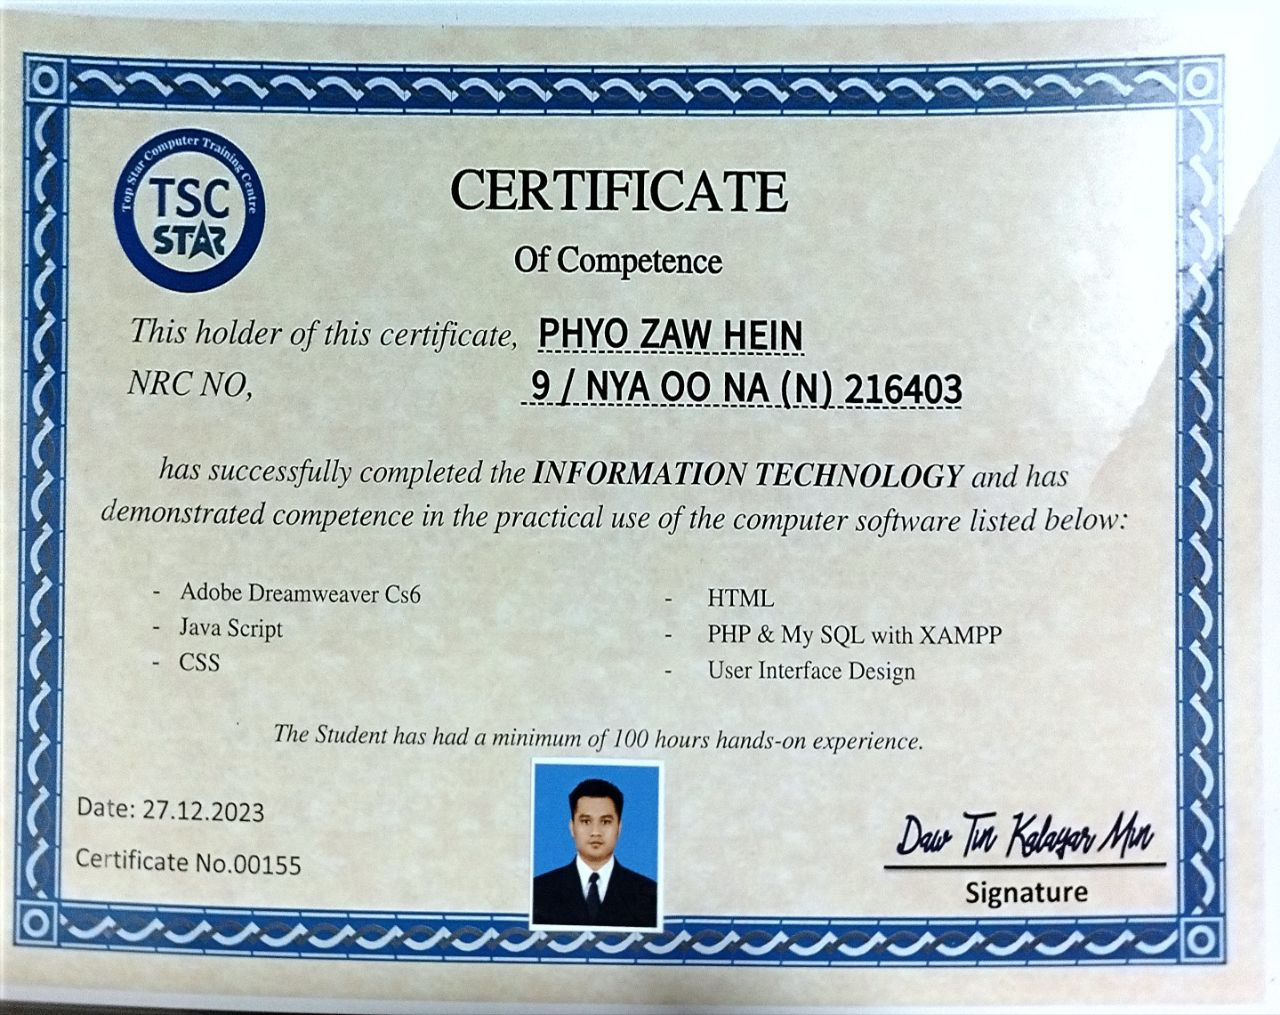 Top Star Computer Training Centre
TSC
STAR
CERTIFICATE
Of Competence
This holder of this certificate, PHYO ZAW HEIN
NRC NO, 9 / NYA OO NA (N) 216403
has successfully completed the INFORMATION TECHNOLOGY and has
demonstrated competence in the practical use of the computer software listed below:
- Adobe Dreamweaver Cs6
- Java Script
- CSS
- HTML
- PHP & My SQL with XAMPP
- User Interface Design
The Student has had a minimum of 100 hours hands-on experience.
Date: 27.12.2023
Certificate No.00155
Daw Tin Kalayar Min
Signature